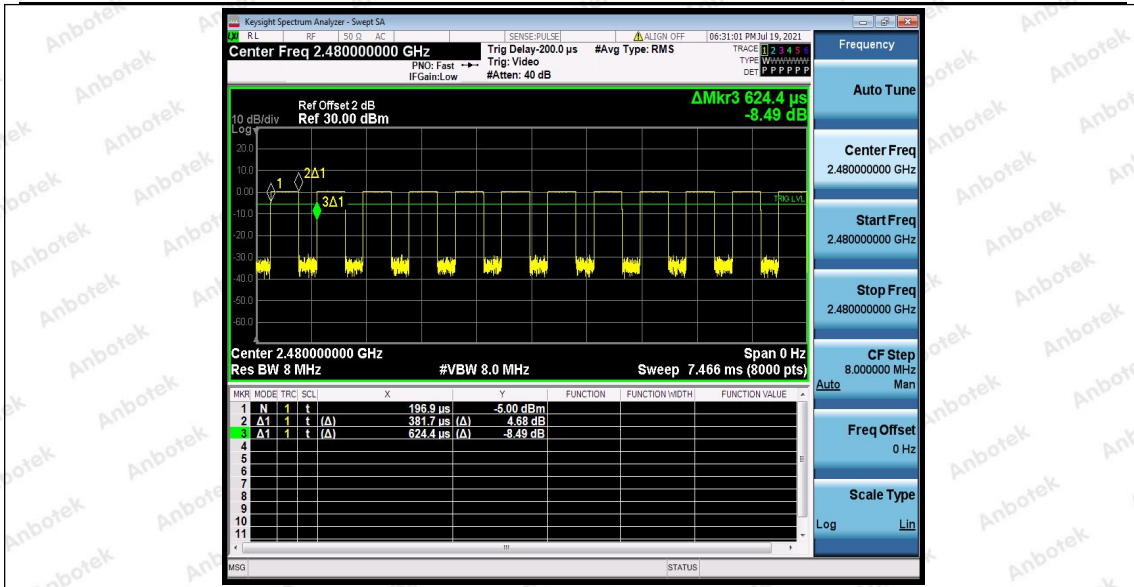 Keysight Spectrum Analyzer - Swept SA
RL RF 50 Ω AC SENSE:PULSE ALIGN OFF 06:31:01 PM Jul 19, 2021
Center Freq 2.480000000 GHz
PNO: Fast
IFGain:Low
Trig Delay-200.0 µs
Trig: Video
#Atten: 40 dB
#Avg Type: RMS
TRACE 1 2 3 4 5 6
TYPE W
DET P P P P P P
Ref Offset 2 dB
10 dB/div Ref 30.00 dBm
Log
ΔMkr3 624.4 µs
-8.49 dB
20.0
10.0
0.00
-10.0
-20.0
-30.0
-40.0
-50.0
-60.0
1
2Δ1
3Δ1
TRIG LVL
Center 2.480000000 GHz Span 0 Hz
Res BW 8 MHz #VBW 8.0 MHz Sweep 7.466 ms (8000 pts)
MKR MODE TRC SCL X Y FUNCTION FUNCTION WIDTH FUNCTION VALUE
1 N 1 t 196.9 µs -5.00 dBm
2 Δ1 1 t (Δ) 381.7 µs (Δ) 4.68 dB
3 Δ1 1 t (Δ) 624.4 µs (Δ) -8.49 dB
4
5
6
7
8
9
10
11
MSG STATUS
Frequency
Auto Tune
Center Freq
2.480000000 GHz
Start Freq
2.480000000 GHz
Stop Freq
2.480000000 GHz
CF Step
8.000000 MHz
Auto Man
Freq Offset
0 Hz
Scale Type
Log Lin
Anbotek